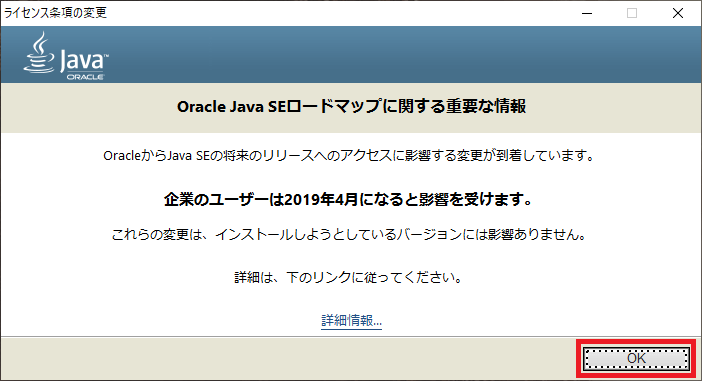 ライセンス条項の変更
Java™
ORACLE
Oracle Java SEロードマップに関する重要な情報
OracleからJava SEの将来のリリースへのアクセスに影響する変更が到着しています。
企業のユーザーは2019年4月になると影響を受けます。
これらの変更は、インストールしようとしているバージョンには影響ありません。
詳細は、下のリンクに従ってください。
詳細情報...
OK